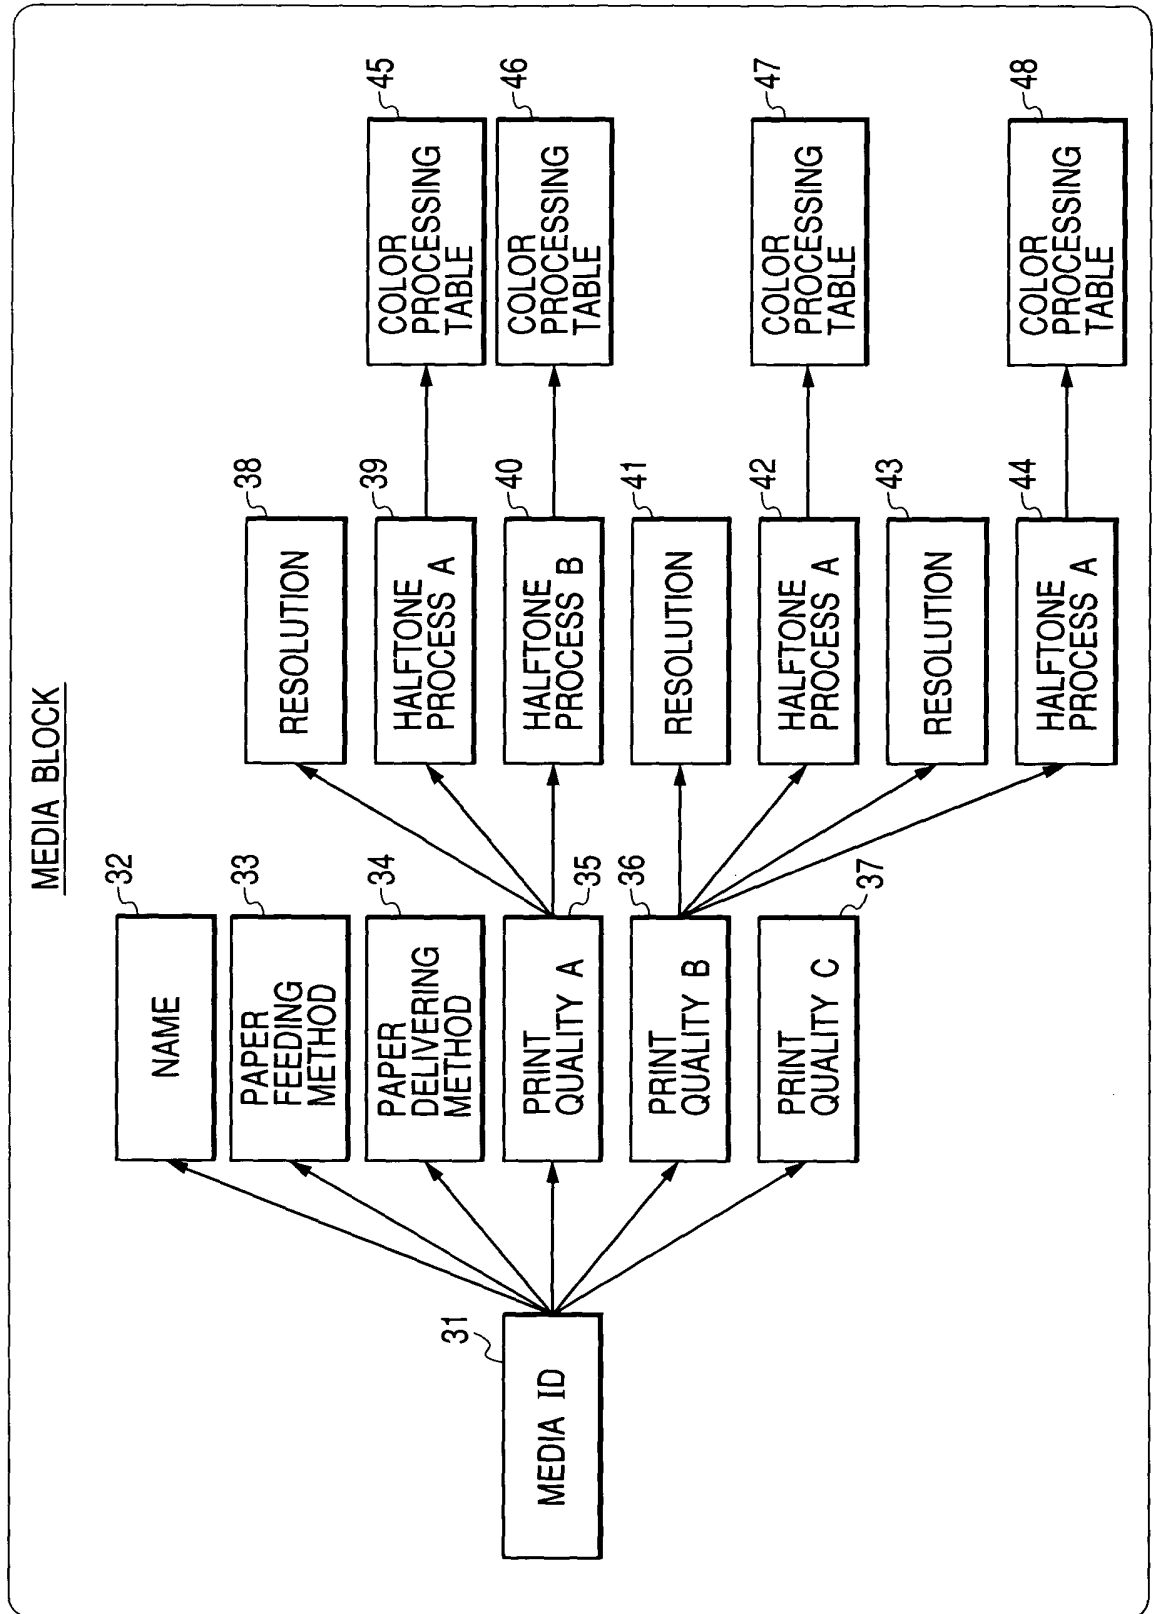 MEDIA BLOCK
31
MEDIA ID
32
NAME
33
PAPER
FEEDING
METHOD
34
PAPER
DELIVERING
METHOD
35
PRINT
QUALITY A
36
PRINT
QUALITY B
37
PRINT
QUALITY C
38
RESOLUTION
39
HALFTONE
PROCESS A
40
HALFTONE
PROCESS B
41
RESOLUTION
42
HALFTONE
PROCESS A
43
RESOLUTION
44
HALFTONE
PROCESS A
45
COLOR
PROCESSING
TABLE
46
COLOR
PROCESSING
TABLE
47
COLOR
PROCESSING
TABLE
48
COLOR
PROCESSING
TABLE